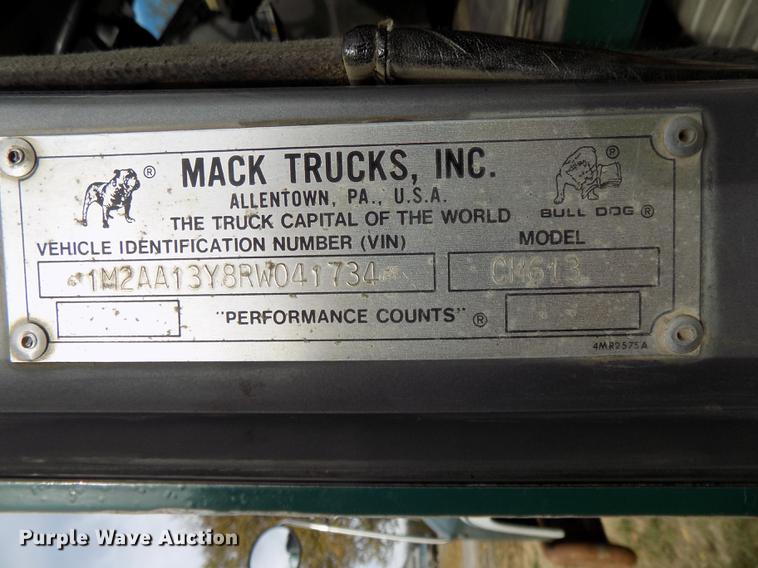 ® MACK TRUCKS, INC. ®
ALLENTOWN, PA., U.S.A.
THE TRUCK CAPITAL OF THE WORLD BULL DOG ®
VEHICLE IDENTIFICATION NUMBER (VIN) MODEL
1M2AA13Y8RW041734 CH613
"PERFORMANCE COUNTS" ®
4MR2575A
Purple Wave Auction®